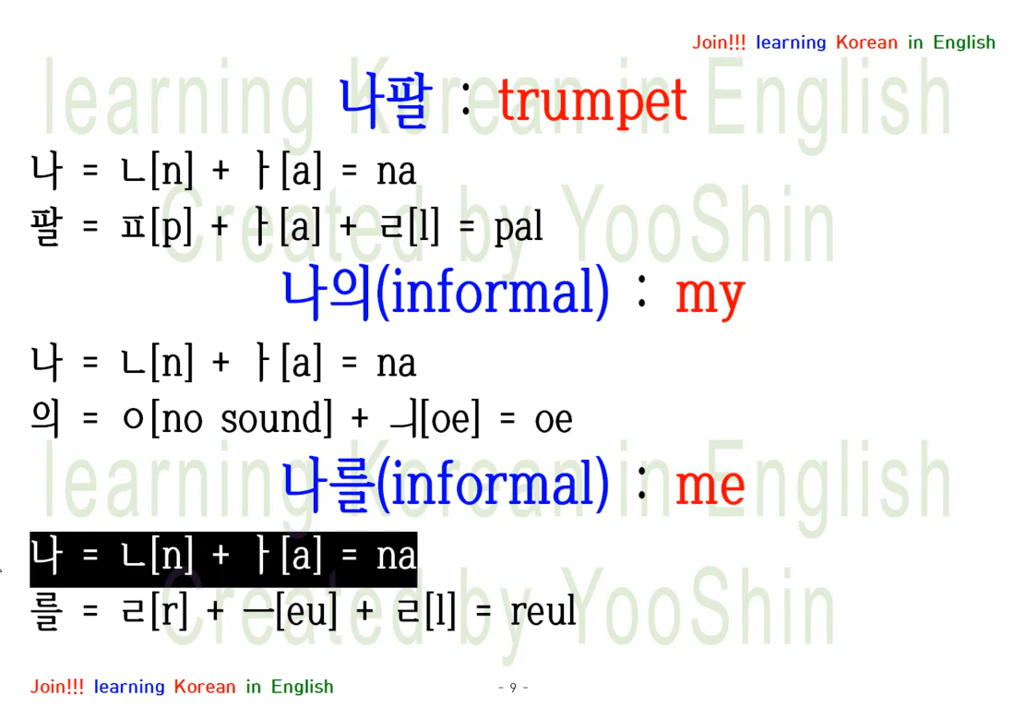 Join!!! learning Korean in English
learning Korean in English
나팔 : trumpet
나 = ㄴ[n] + ㅏ[a] = na
Created by YooShin
팔 = ㅍ[p] + ㅏ[a] + ㄹ[l] = pal
나의(informal) : my
나 = ㄴ[n] + ㅏ[a] = na
의 = ㅇ[no sound] + ㅢ[oe] = oe
learning Korean in English
나를(informal) : me
나 = ㄴ[n] + ㅏ[a] = na
Created by YooShin
를 = ㄹ[r] + ㅡ[eu] + ㄹ[l] = reul
Join!!! learning Korean in English
- 9 -